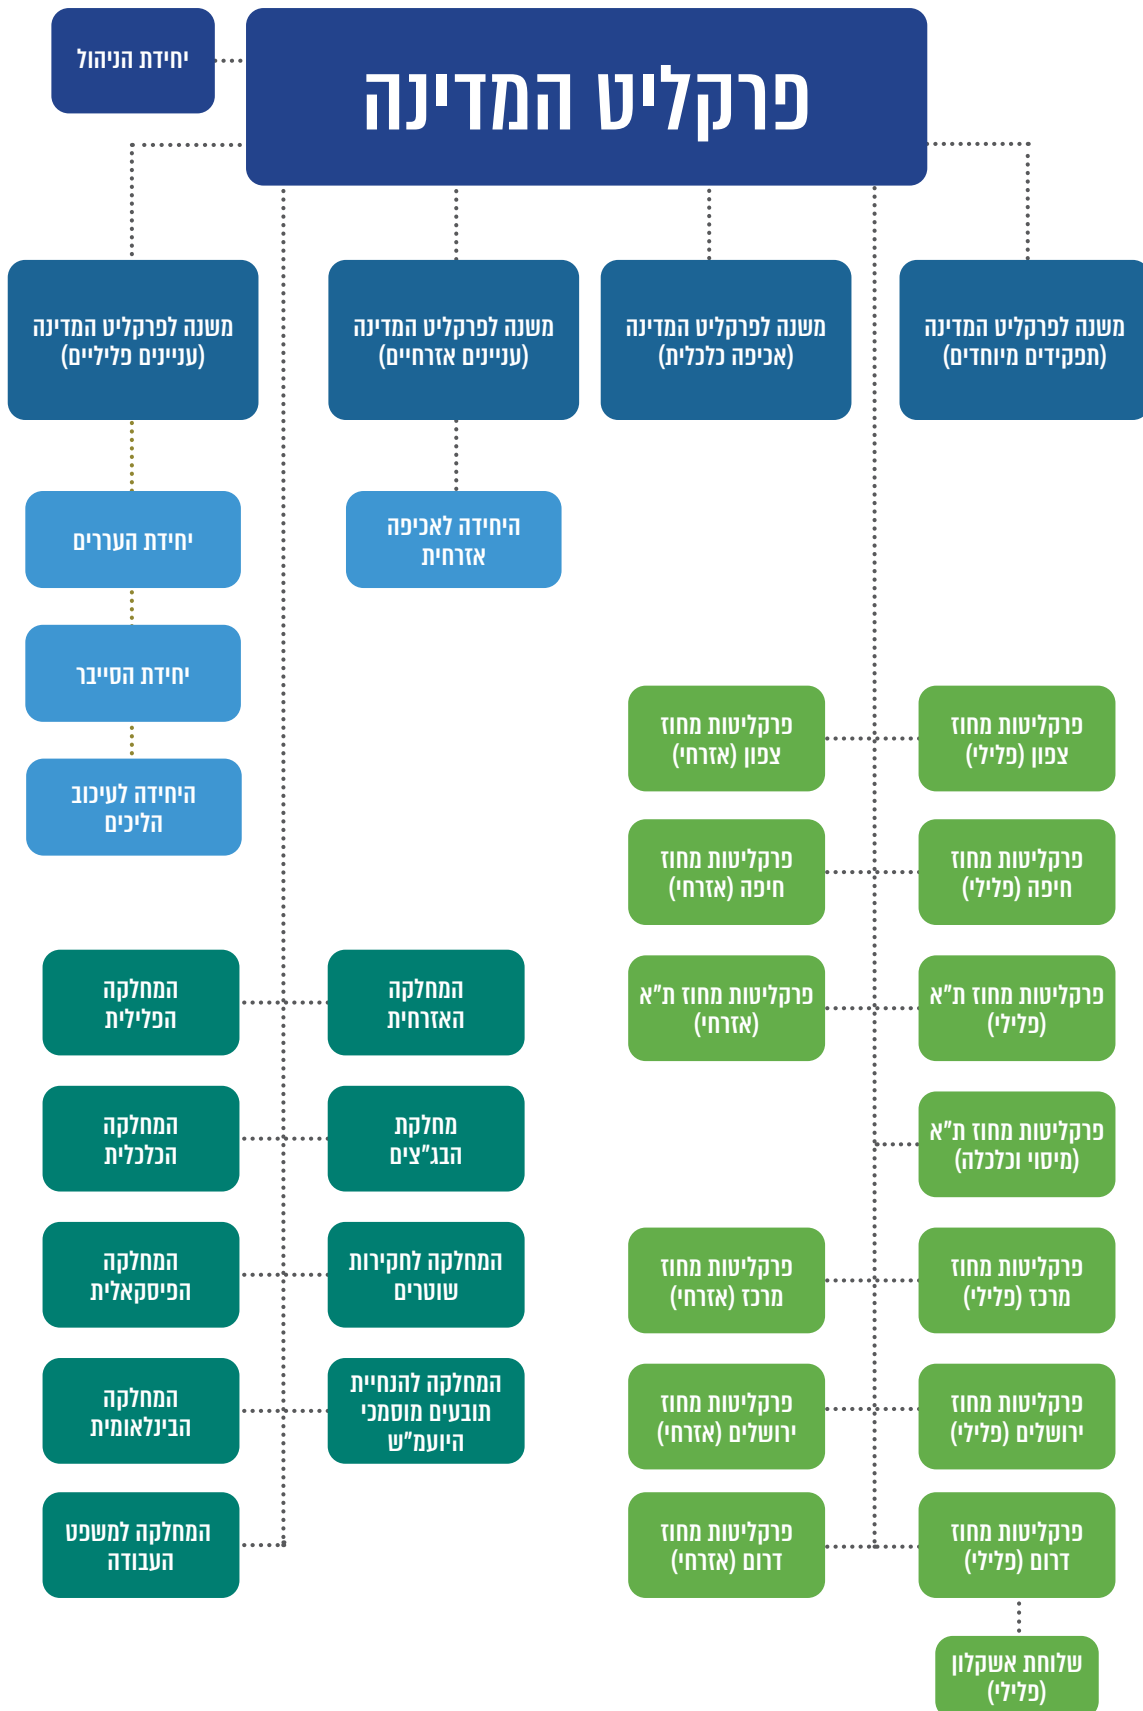 פרקליט המדינה
יחידת הניהול
משנה לפרקליט המדינה
(תפקידים מיוחדים)
משנה לפרקליט המדינה
(אכיפה כלכלית)
משנה לפרקליט המדינה
(עניינים אזרחיים)
משנה לפרקליט המדינה
(עניינים פליליים)
היחידה לאכיפה
אזרחית
יחידת העררים
יחידת הסייבר
היחידה לעיכוב
הליכים
פרקליטות מחוז
צפון (פלילי)
פרקליטות מחוז
צפון (אזרחי)
פרקליטות מחוז
חיפה (פלילי)
פרקליטות מחוז
חיפה (אזרחי)
פרקליטות מחוז ת"א
(פלילי)
פרקליטות מחוז ת"א
(אזרחי)
פרקליטות מחוז ת"א
(מיסוי וכלכלה)
פרקליטות מחוז
מרכז (פלילי)
פרקליטות מחוז
מרכז (אזרחי)
פרקליטות מחוז
ירושלים (פלילי)
פרקליטות מחוז
ירושלים (אזרחי)
פרקליטות מחוז
דרום (פלילי)
פרקליטות מחוז
דרום (אזרחי)
שלוחת אשקלון
(פלילי)
המחלקה
האזרחית
המחלקה
הפלילית
מחלקת
הבג"צים
המחלקה
הכלכלית
המחלקה לחקירות
שוטרים
המחלקה
הפיסקאלית
המחלקה להנחיית
תובעים מוסמכי
היועמ"ש
המחלקה
הבינלאומית
המחלקה למשפט
העבודה